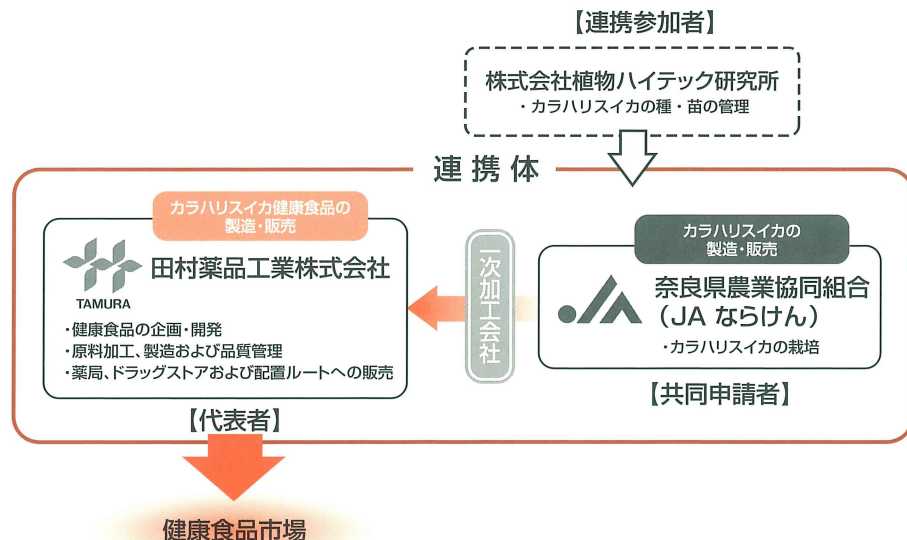 【連携参加者】
株式会社植物ハイテック研究所
・カラハリスイカの種・苗の管理
連携体
カラハリスイカ健康食品の
製造・販売
TAMURA
田村薬品工業株式会社
・健康食品の企画・開発
・原料加工、製造および品質管理
・薬局、ドラッグストアおよび配置ルートへの販売
【代表者】
一次加工会社
カラハリスイカの
製造・販売
JA
奈良県農業協同組合
（JA ならけん）
・カラハリスイカの栽培
【共同申請者】
健康食品市場